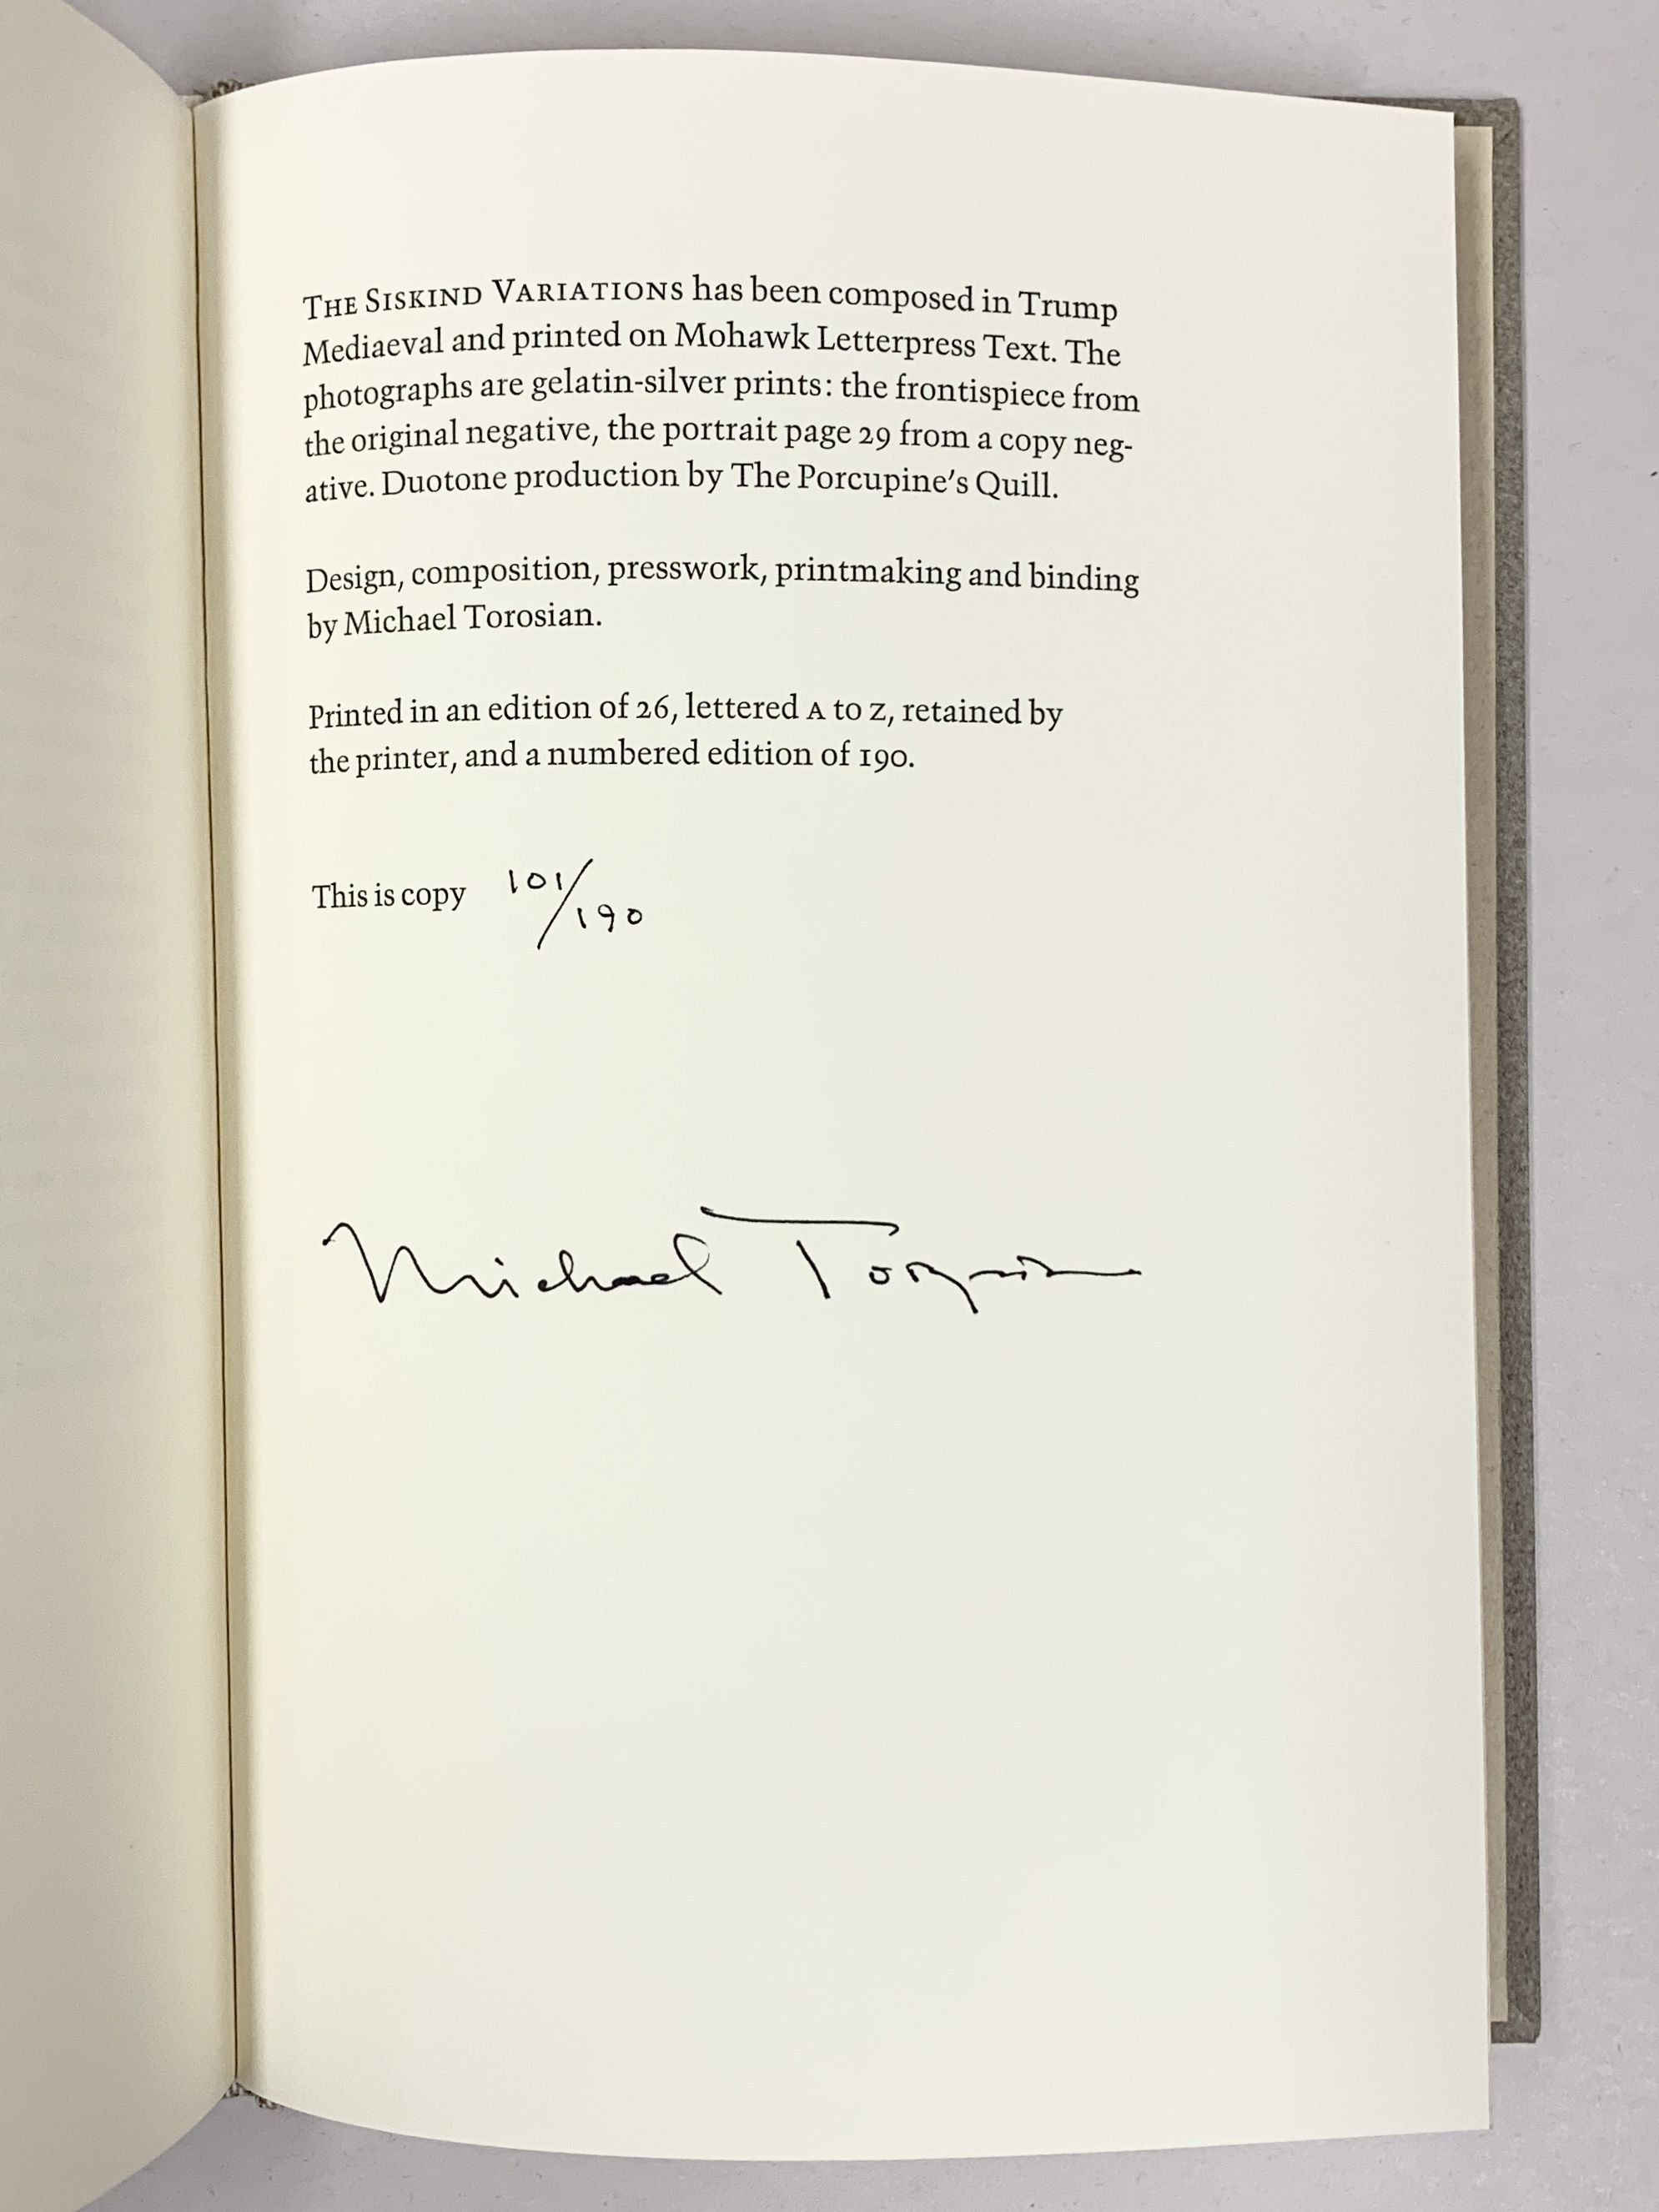 THE SISKIND VARIATIONS has been composed in Trump
Mediaeval and printed on Mohawk Letterpress Text. The
photographs are gelatin-silver prints: the frontispiece from
the original negative, the portrait page 29 from a copy neg-
ative. Duotone production by The Porcupine's Quill.
Design, composition, presswork, printmaking and binding
by Michael Torosian.
Printed in an edition of 26, lettered A to Z, retained by
the printer, and a numbered edition of 190.
This is copy 101/190
Michael Torosian